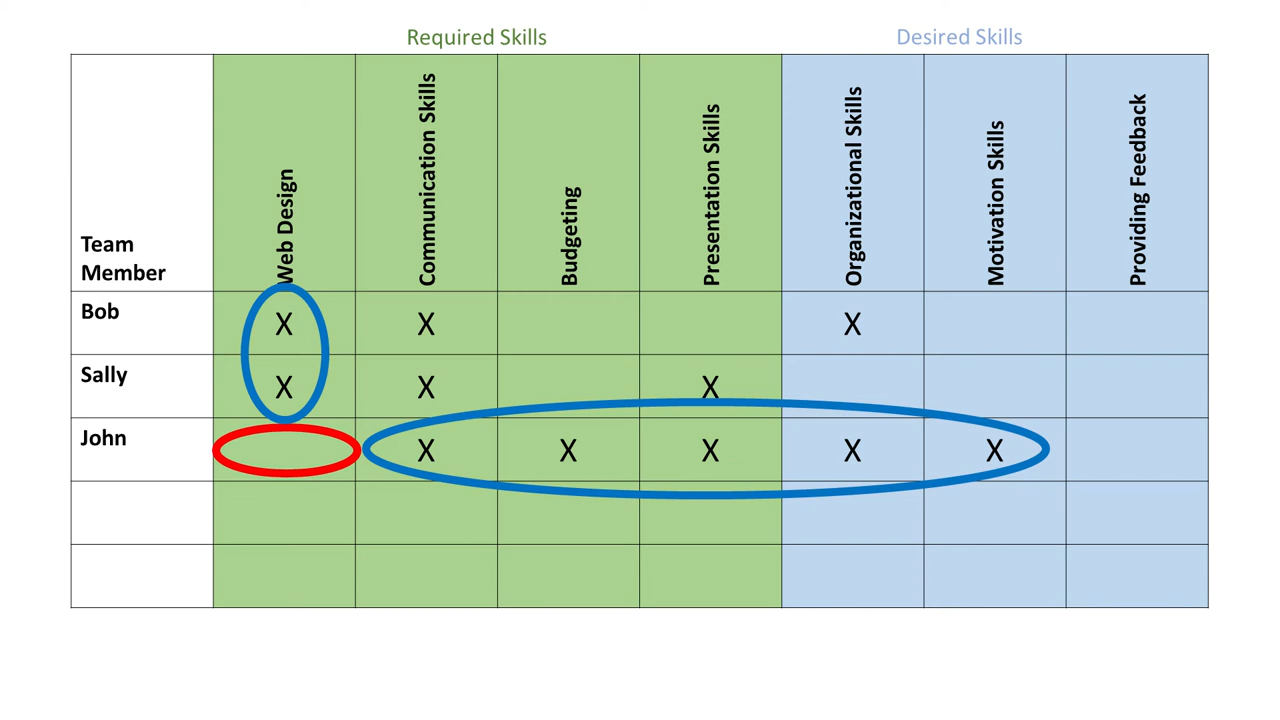 Required Skills
Desired Skills
Team
Member
Web Design
Communication Skills
Budgeting
Presentation Skills
Organizational Skills
Motivation Skills
Providing Feedback
Bob
X
X
X
Sally
X
X
X
John
X
X
X
X
X